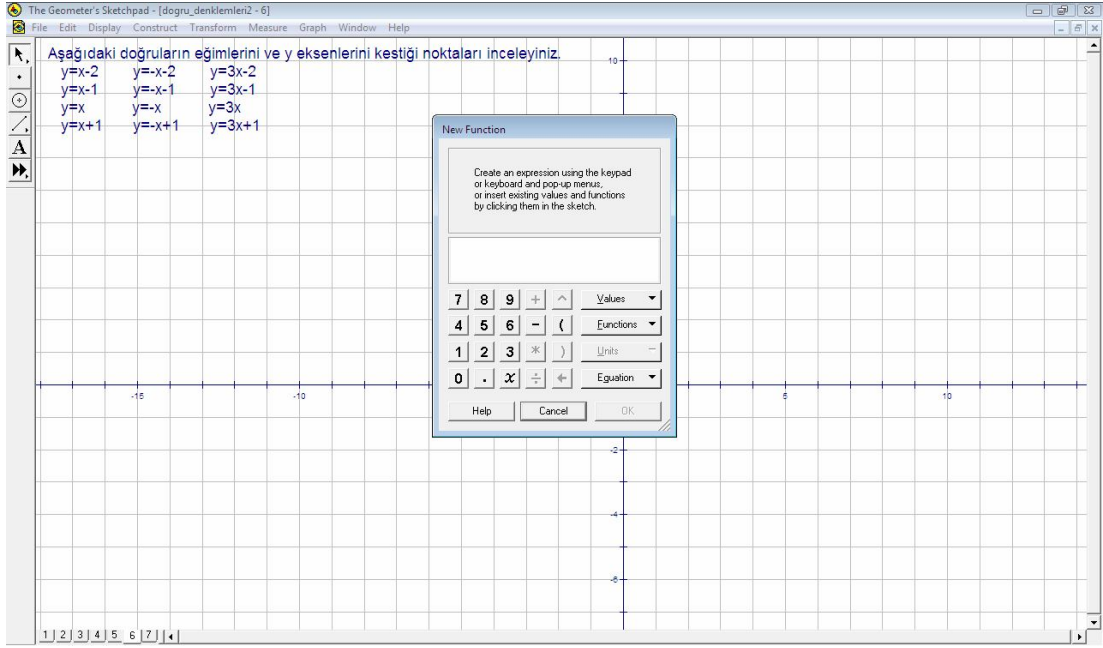 The Geometer's Sketchpad - [dogru_denklemleri2 - 6]
File Edit Display Construct Transform Measure Graph Window Help
Aşağıdaki doğruların eğimlerini ve y eksenlerini kestiği noktaları inceleyiniz.
y=x-2 y=-x-2 y=3x-2
y=x-1 y=-x-1 y=3x-1
y=x y=-x y=3x
y=x+1 y=-x+1 y=3x+1
A
10
New Function
Create an expression using the keypad
or keyboard and pop-up menus,
or insert existing values and functions
by clicking them in the sketch.
7 8 9 + ^ Values
4 5 6 - ( Functions
1 2 3 * ) Units
0 . x ÷ Equation
Help Cancel OK
-15 -10 5 10
-2
-4
-6
1 2 3 4 5 6 7